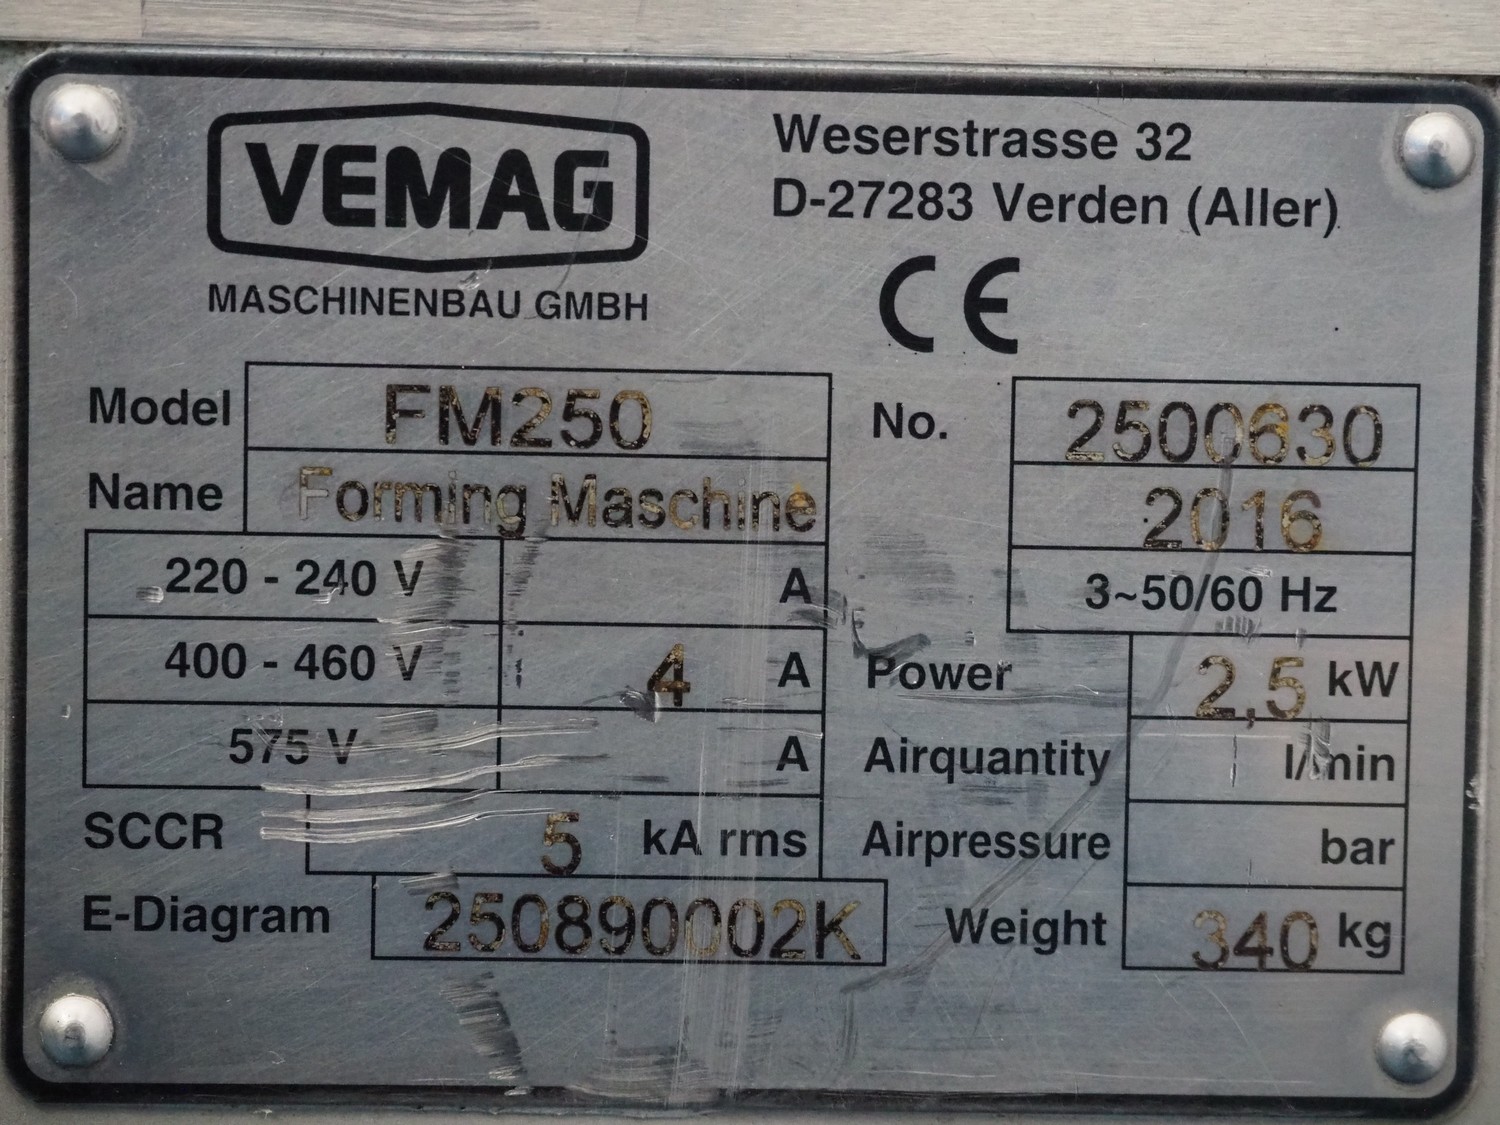 VEMAG
MASCHINENBAU GMBH
Weserstrasse 32
D-27283 Verden (Aller)
CE
Model FM250
Name Forming Maschine
220 - 240 V A
400 - 460 V 4 A
575 V A
SCCR 5 kA rms
E-Diagram 250890002K
No. 2500630
2016
3~50/60 Hz
Power 2,5 kW
Airquantity l/min
Airpressure bar
Weight 340 kg